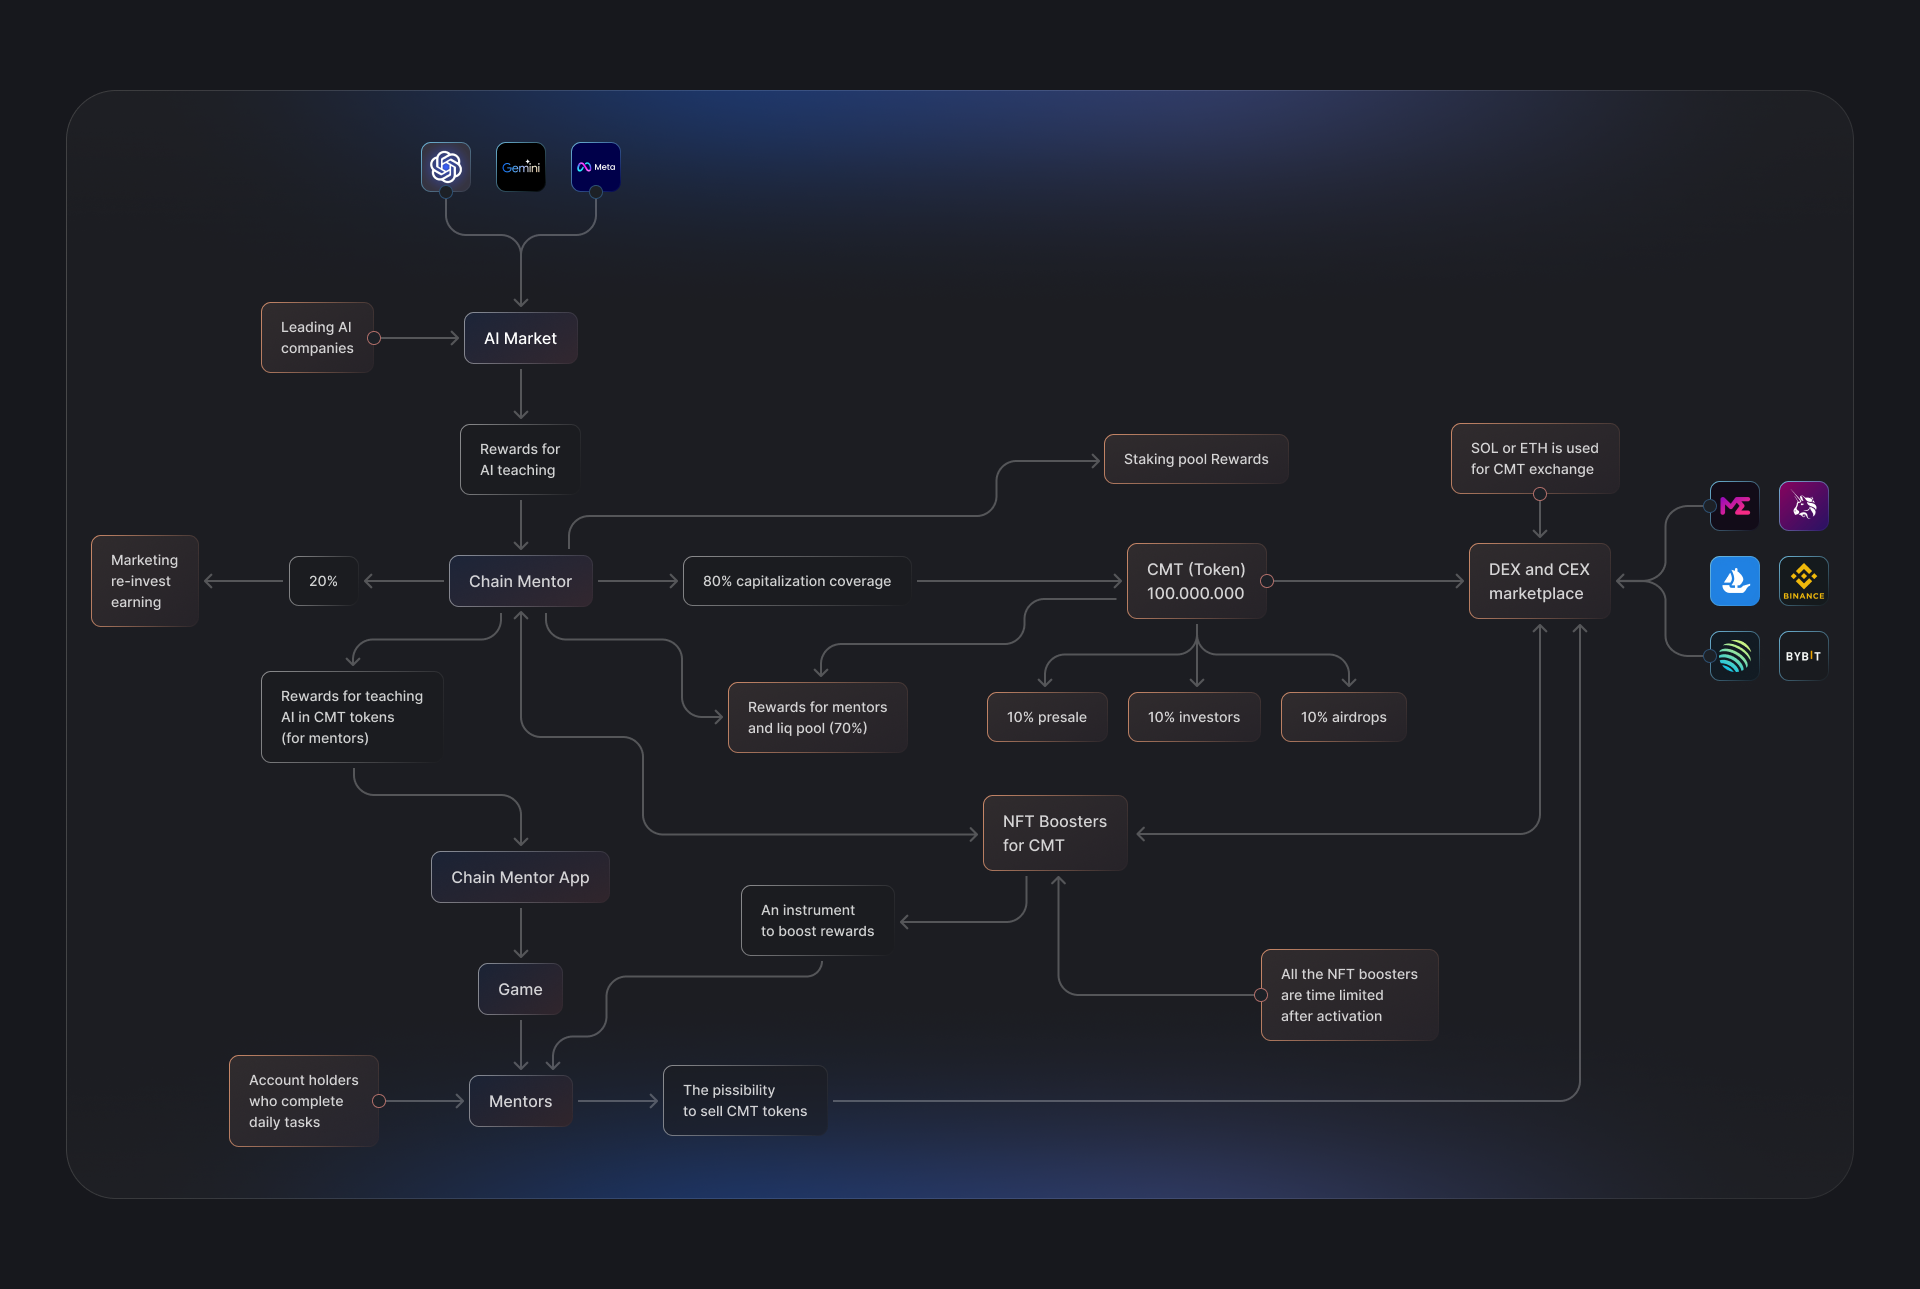 Gemini
Meta
Leading AI
companies
AI Market
Rewards for
AI teaching
Staking pool Rewards
SOL or ETH is used
for CMT exchange
Marketing
re-invest
earning
20%
Chain Mentor
80% capitalization coverage
CMT (Token)
100.000.000
DEX and CEX
marketplace
BINANCE
BYBIT
Rewards for teaching
AI in CMT tokens
(for mentors)
Rewards for mentors
and liq pool (70%)
10% presale
10% investors
10% airdrops
NFT Boosters
for CMT
Chain Mentor App
An instrument
to boost rewards
Game
All the NFT boosters
are time limited
after activation
Account holders
who complete
daily tasks
Mentors
The pissibility
to sell CMT tokens